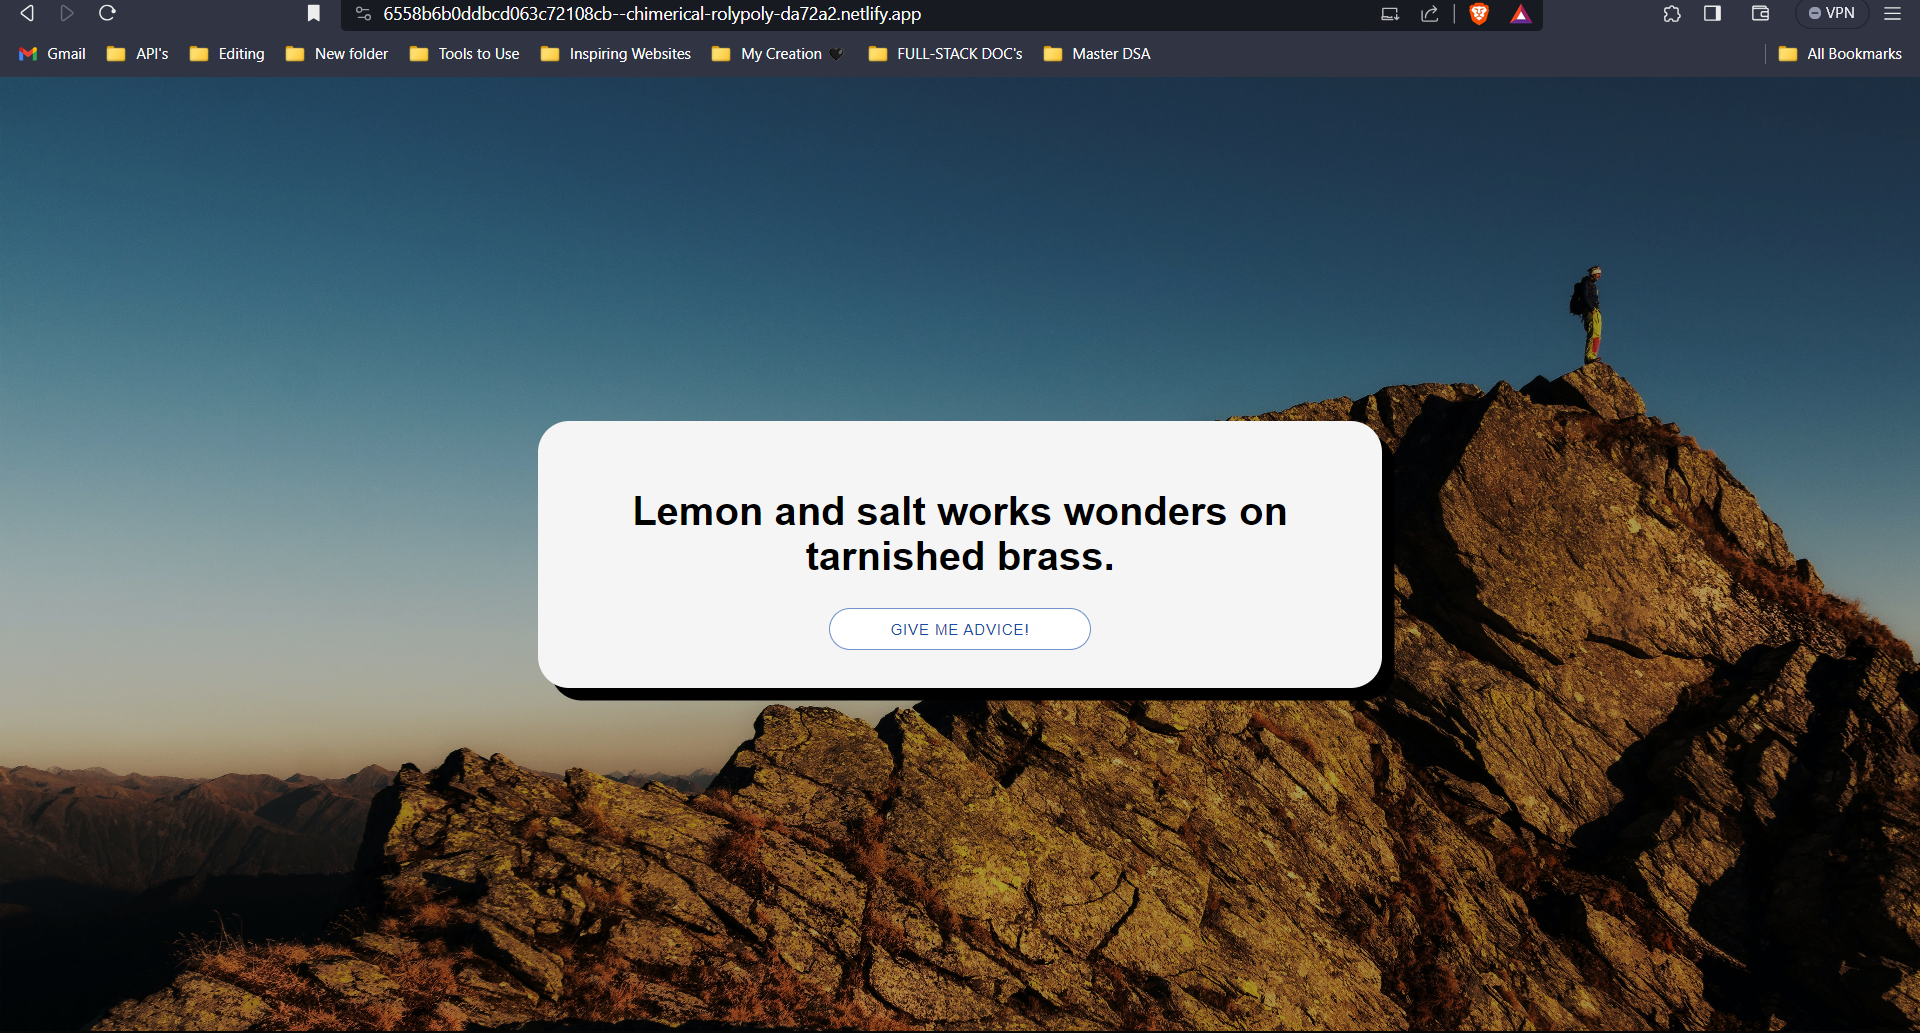 6558b6b0ddbcd063c72108cb--chimerical-rolypoly-da72a2.netlify.app
VPN
Gmail
API's
Editing
New folder
Tools to Use
Inspiring Websites
My Creation 🖤
FULL-STACK DOC's
Master DSA
All Bookmarks
Lemon and salt works wonders on
tarnished brass.
GIVE ME ADVICE!